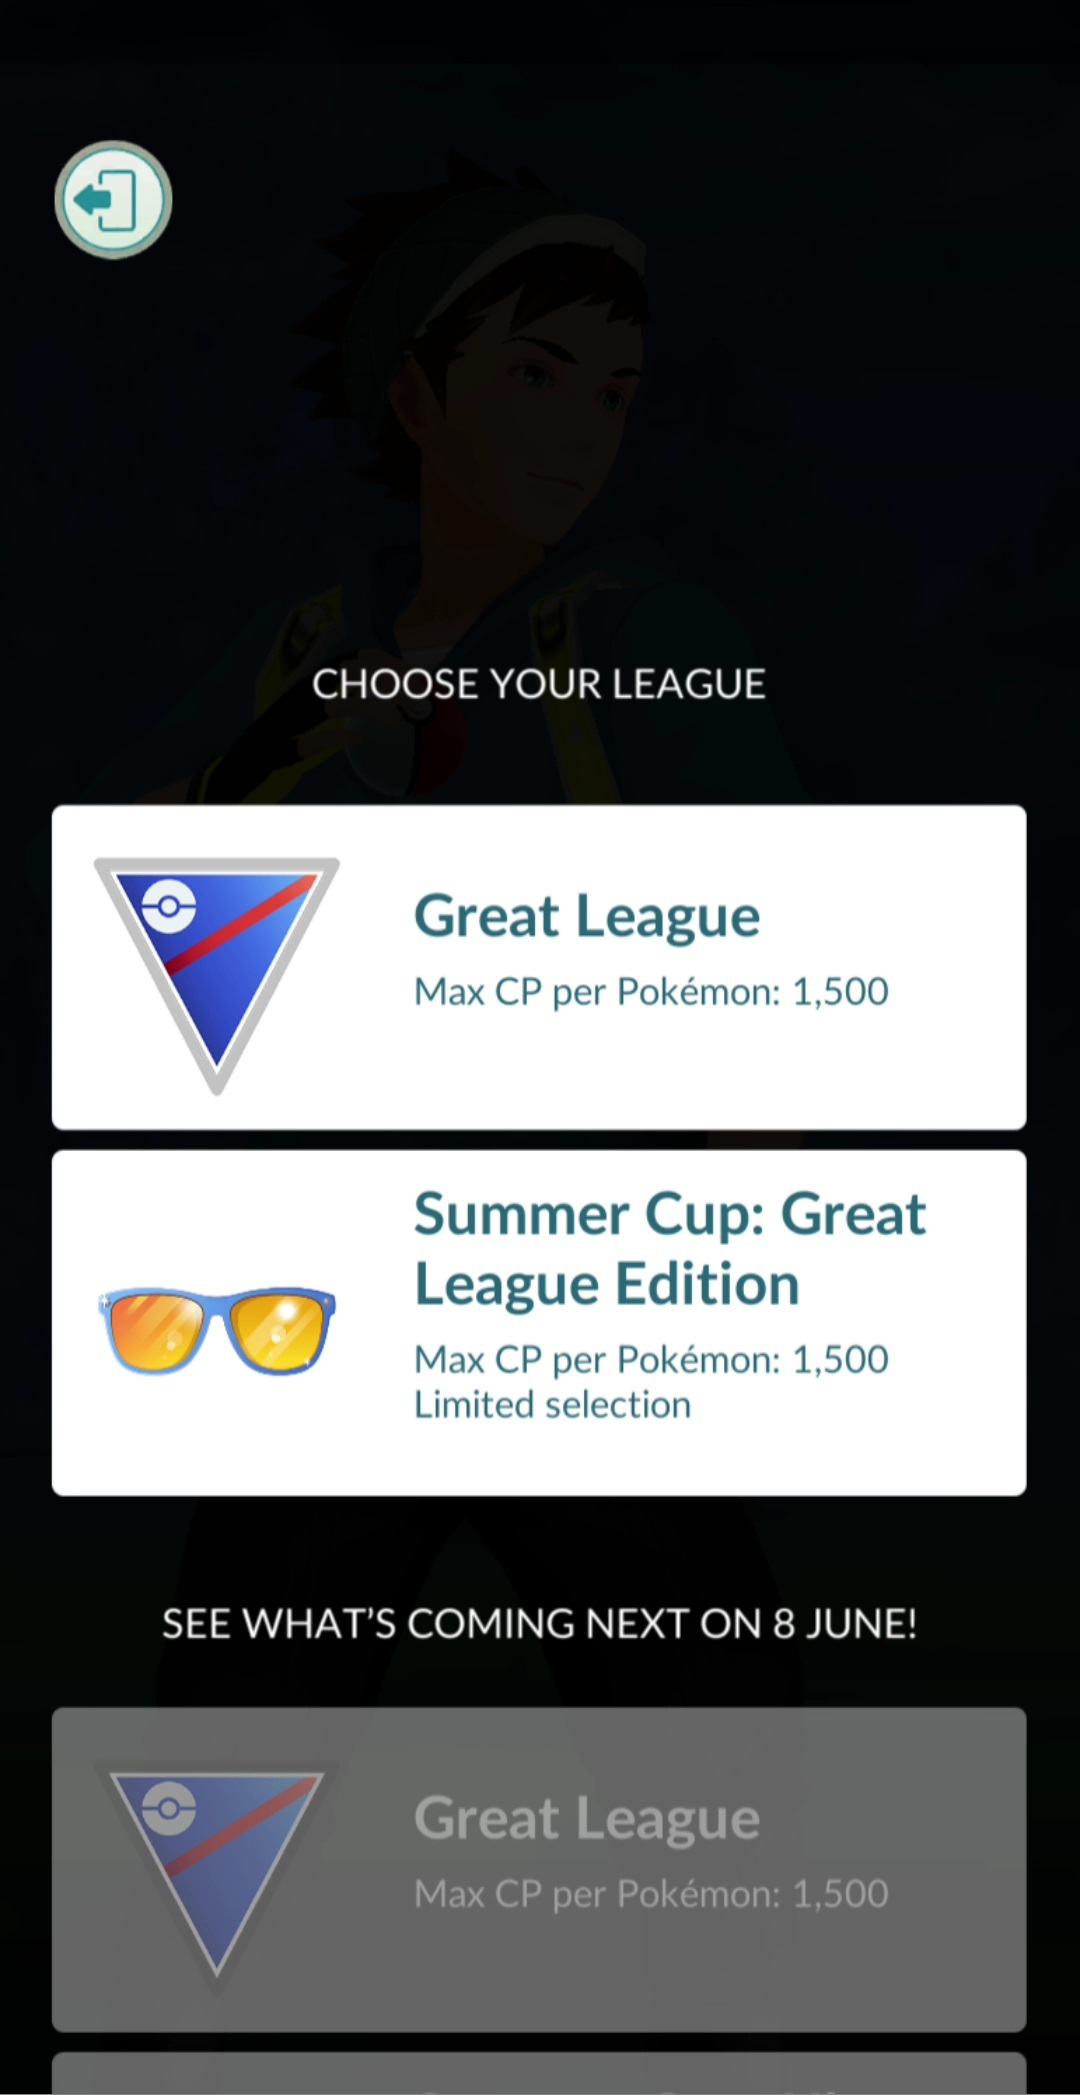 CHOOSE YOUR LEAGUE
Great League
Max CP per Pokémon: 1,500
Summer Cup: Great
League Edition
Max CP per Pokémon: 1,500
Limited selection
SEE WHAT’S COMING NEXT ON 8 JUNE!
Great League
Max CP per Pokémon: 1,500